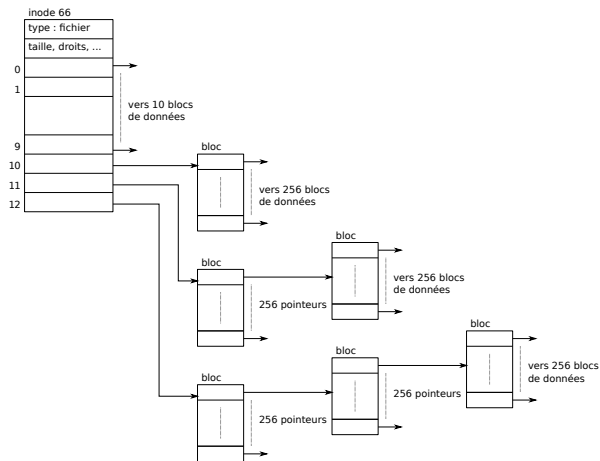 inode 66
type : fichier
taille, droits, ...
0
1
vers 10 blocs
de données
9
10
11
12
bloc
vers 256 blocs
de données
bloc
256 pointeurs
bloc
vers 256 blocs
de données
bloc
256 pointeurs
bloc
256 pointeurs
bloc
vers 256 blocs
de données